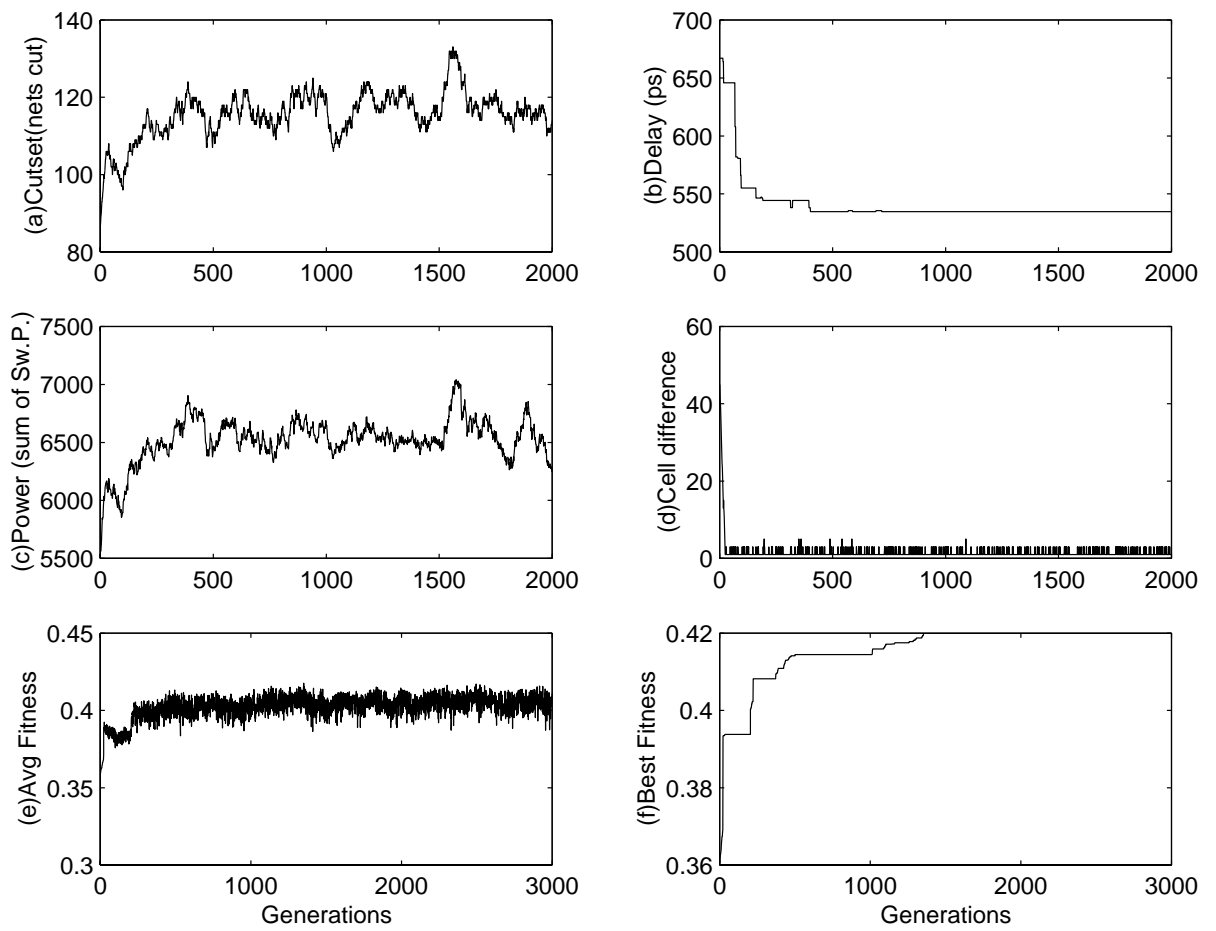 (a)Cutset(nets cut)
140
120
100
80
0 500 1000 1500 2000
(b)Delay (ps)
700
650
600
550
500
0 500 1000 1500 2000
(c)Power (sum of Sw.P.)
7500
7000
6500
6000
5500
0 500 1000 1500 2000
(d)Cell difference
60
40
20
0
0 500 1000 1500 2000
(e)Avg Fitness
0.45
0.4
0.35
0.3
0 1000 2000 3000
Generations
(f)Best Fitness
0.42
0.4
0.38
0.36
0 1000 2000 3000
Generations